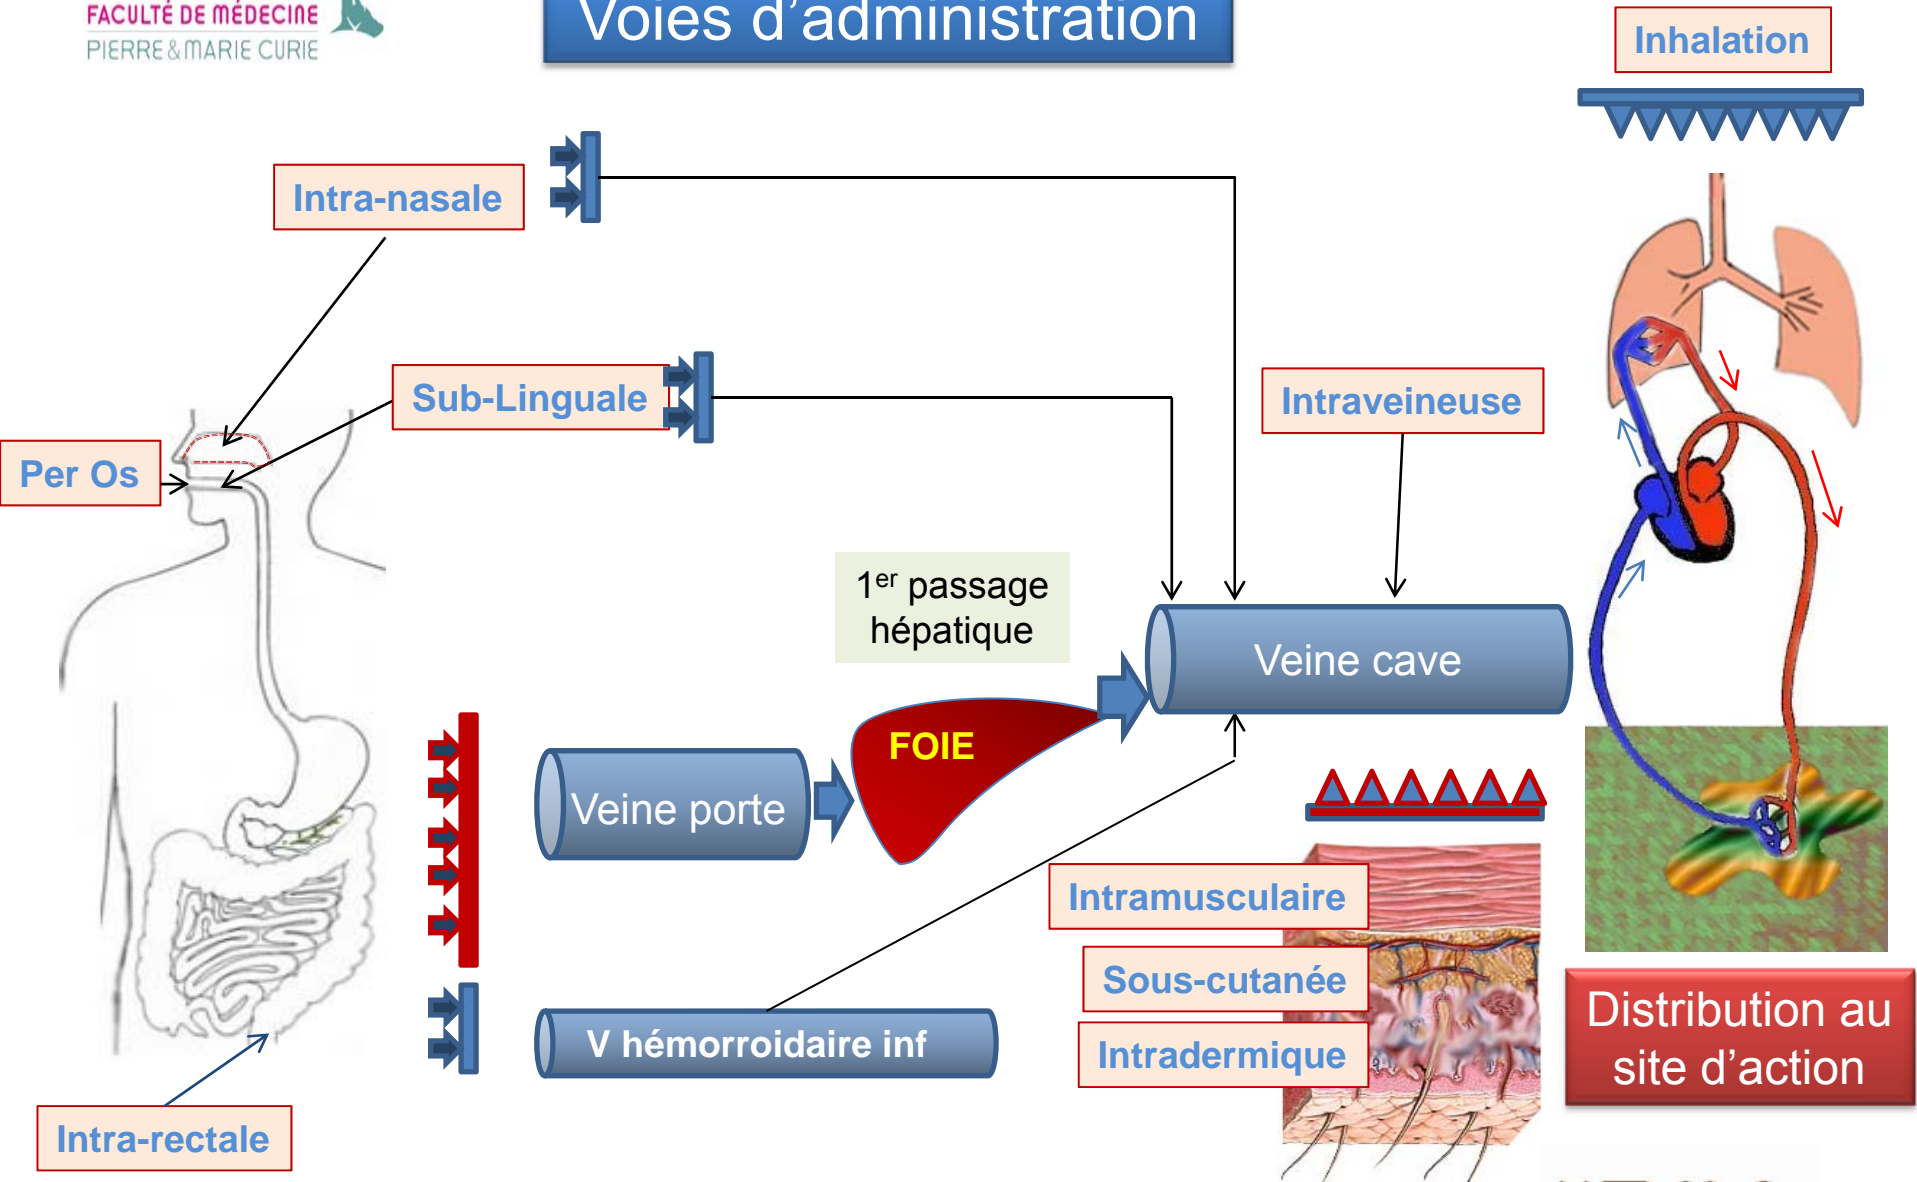 FACULTÉ DE MÉDECINE
PIERRE & MARIE CURIE
Voies d’administration
Inhalation
Intra-nasale
Sub-Linguale
Intraveineuse
Per Os
1er passage
hépatique
Veine cave
FOIE
Veine porte
Intramusculaire
Sous-cutanée
Intradermique
V hémorroidaire inf
Distribution au
site d’action
Intra-rectale